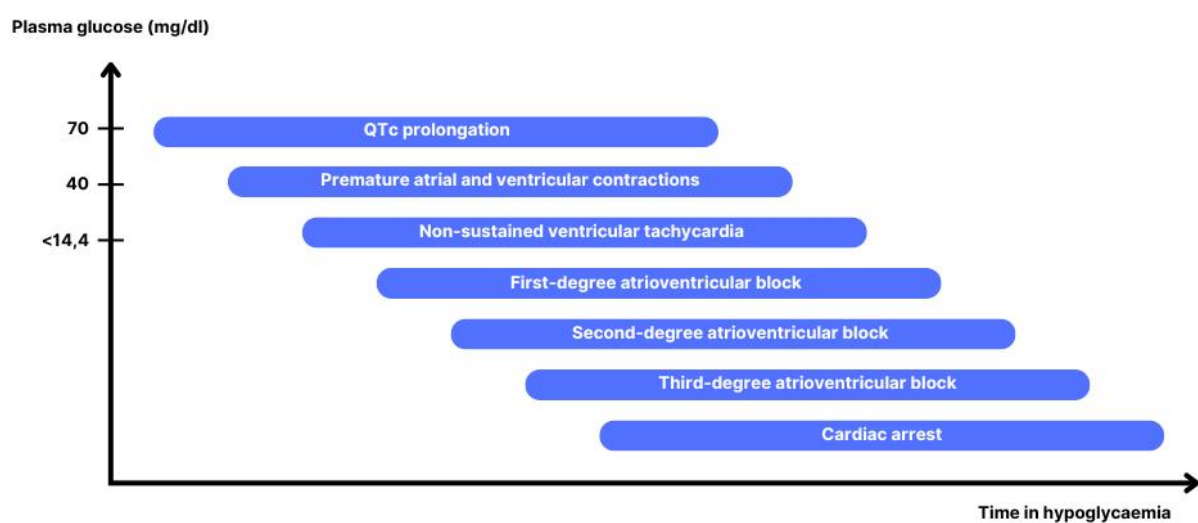 Plasma glucose (mg/dl)
70
QTc prolongation
40
Premature atrial and ventricular contractions
<14,4
Non-sustained ventricular tachycardia
First-degree atrioventricular block
Second-degree atrioventricular block
Third-degree atrioventricular block
Cardiac arrest
Time in hypoglycaemia